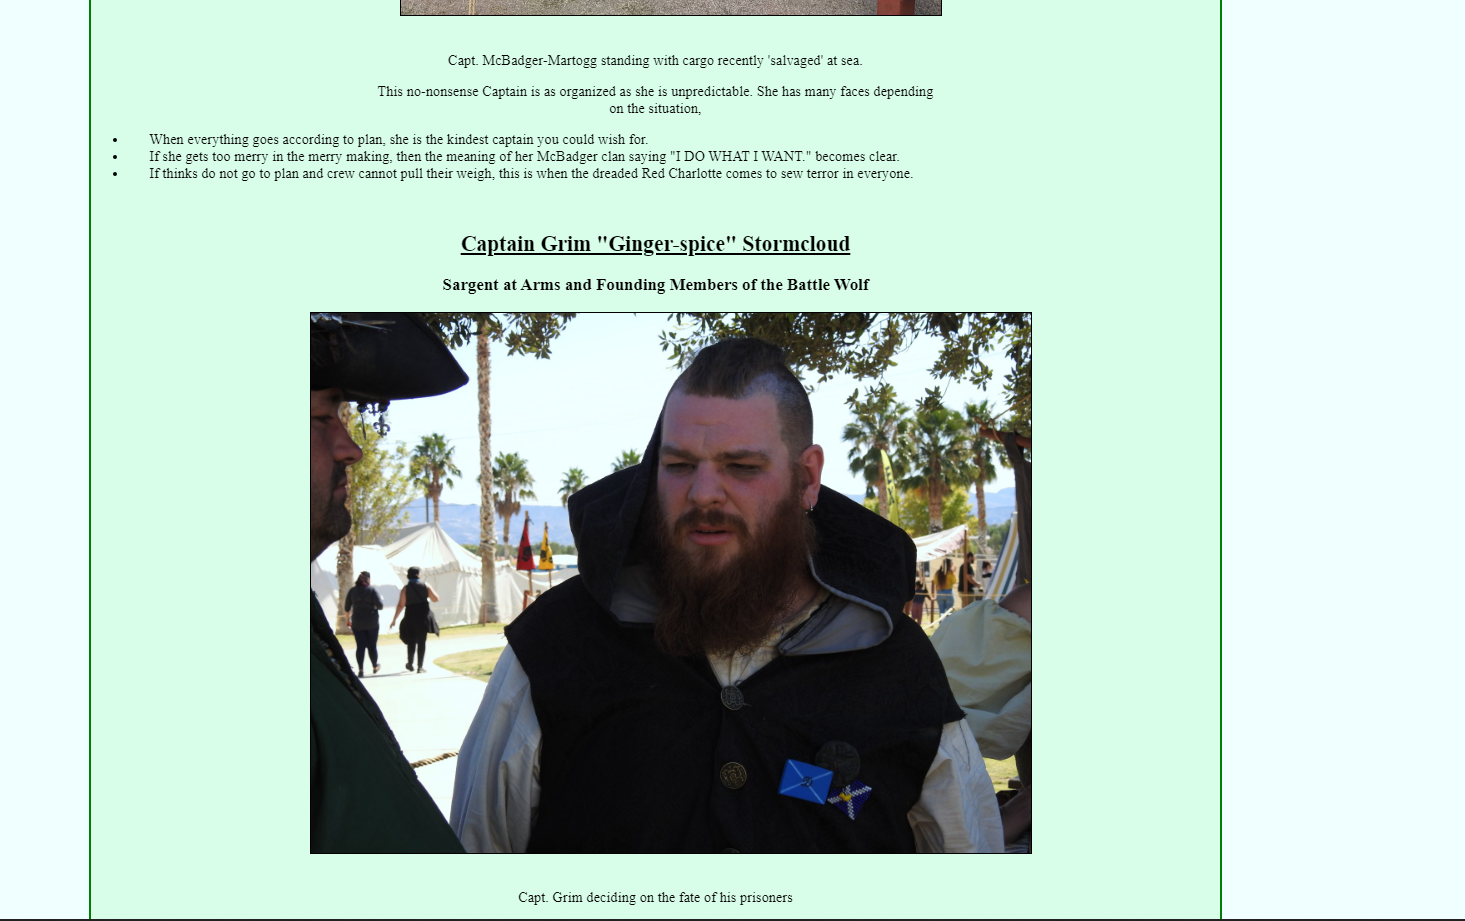 Capt. McBadger-Martogg standing with cargo recently 'salvaged' at sea.
This no-nonsense Captain is as organized as she is unpredictable. She has many faces depending
on the situation,
• When everything goes according to plan, she is the kindest captain you could wish for.
• If she gets too merry in the merry making, then the meaning of her McBadger clan saying "I DO WHAT I WANT." becomes clear.
• If thinks do not go to plan and crew cannot pull their weigh, this is when the dreaded Red Charlotte comes to sew terror in everyone.
Captain Grim "Ginger-spice" Stormcloud
Sargent at Arms and Founding Members of the Battle Wolf
Capt. Grim deciding on the fate of his prisoners